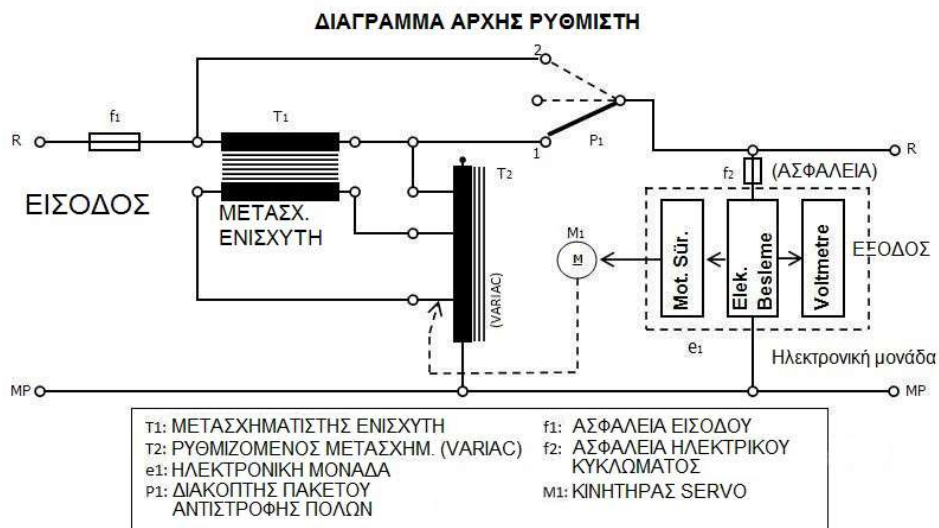 ΔΙΑΓΡΑΜΜΑ ΑΡΧΗΣ ΡΥΘΜΙΣΤΗ
2
R
f1
T1
1
P1
R
T2
f2
(ΑΣΦΑΛΕΙΑ)
ΕΙΣΟΔΟΣ
ΜΕΤΑΣΧ.
ΕΝΙΣΧΥΤΗ
(VARIAC)
M1
M
Mot. Sür.
Elek.
Besleme
Voltmetre
ΕΞΟΔΟΣ
e1
Ηλεκτρονική μονάδα
MP
MP
T1: ΜΕΤΑΣΧΗΜΑΤΙΣΤΗΣ ΕΝΙΣΧΥΤΗ
T2: ΡΥΘΜΙΖΟΜΕΝΟΣ ΜΕΤΑΣΧΗΜ. (VARIAC)
e1: ΗΛΕΚΤΡΟΝΙΚΗ ΜΟΝΑΔΑ
P1: ΔΙΑΚΟΠΤΗΣ ΠΑΚΕΤΟΥ
ΑΝΤΙΣΤΡΟΦΗΣ ΠΟΛΩΝ
f1: ΑΣΦΑΛΕΙΑ ΕΙΣΟΔΟΥ
f2: ΑΣΦΑΛΕΙΑ ΗΛΕΚΤΡΙΚΟΥ
ΚΥΚΛΩΜΑΤΟΣ
M1: ΚΙΝΗΤΗΡΑΣ SERVO